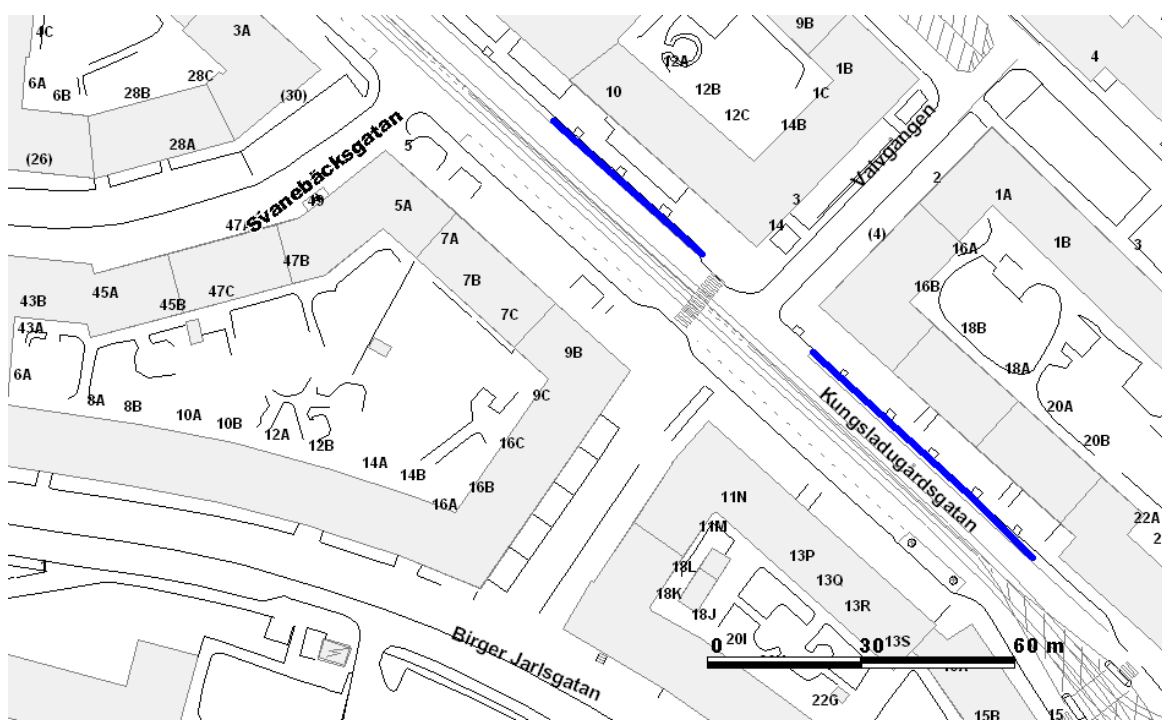 4C
3A
9B
4
6A
6B
28B
28C
(30)
12A
12B
12C
1B
1C
14B
10
(26)
28A
Svanebäcksgatan
5
Valvgången
47A
49
5A
3
14
2
1A
(4)
16A
1B
3
7A
47B
7B
16B
45A
47C
45B
43B
43A
7C
18B
9B
18A
6A
8A
8B
10A
10B
9C
20A
12A
12B
16C
20B
Kungsladugårdsgatan
14A
14B
16B
16A
11N
22A
2
11M
13P
18L
13Q
1
18K
13R
18J
Birger Jarlsgatan
20I
13S
0 30 60 m
22G
15B
15